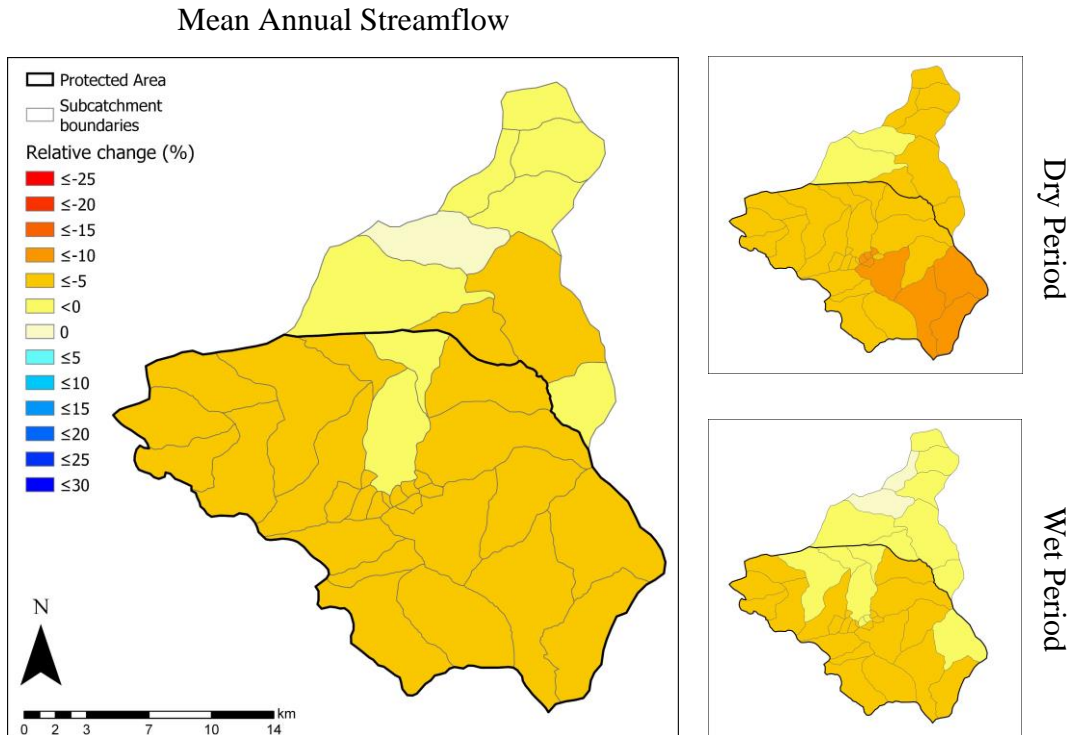 Mean Annual Streamflow
Protected Area
Subcatchment
boundaries
Relative change (%)
≤-25
≤-20
≤-15
≤-10
≤-5
<0
0
≤5
≤10
≤15
≤20
≤25
≤30
N
km
0 2 3 7 10 14
Dry Period
Wet Period